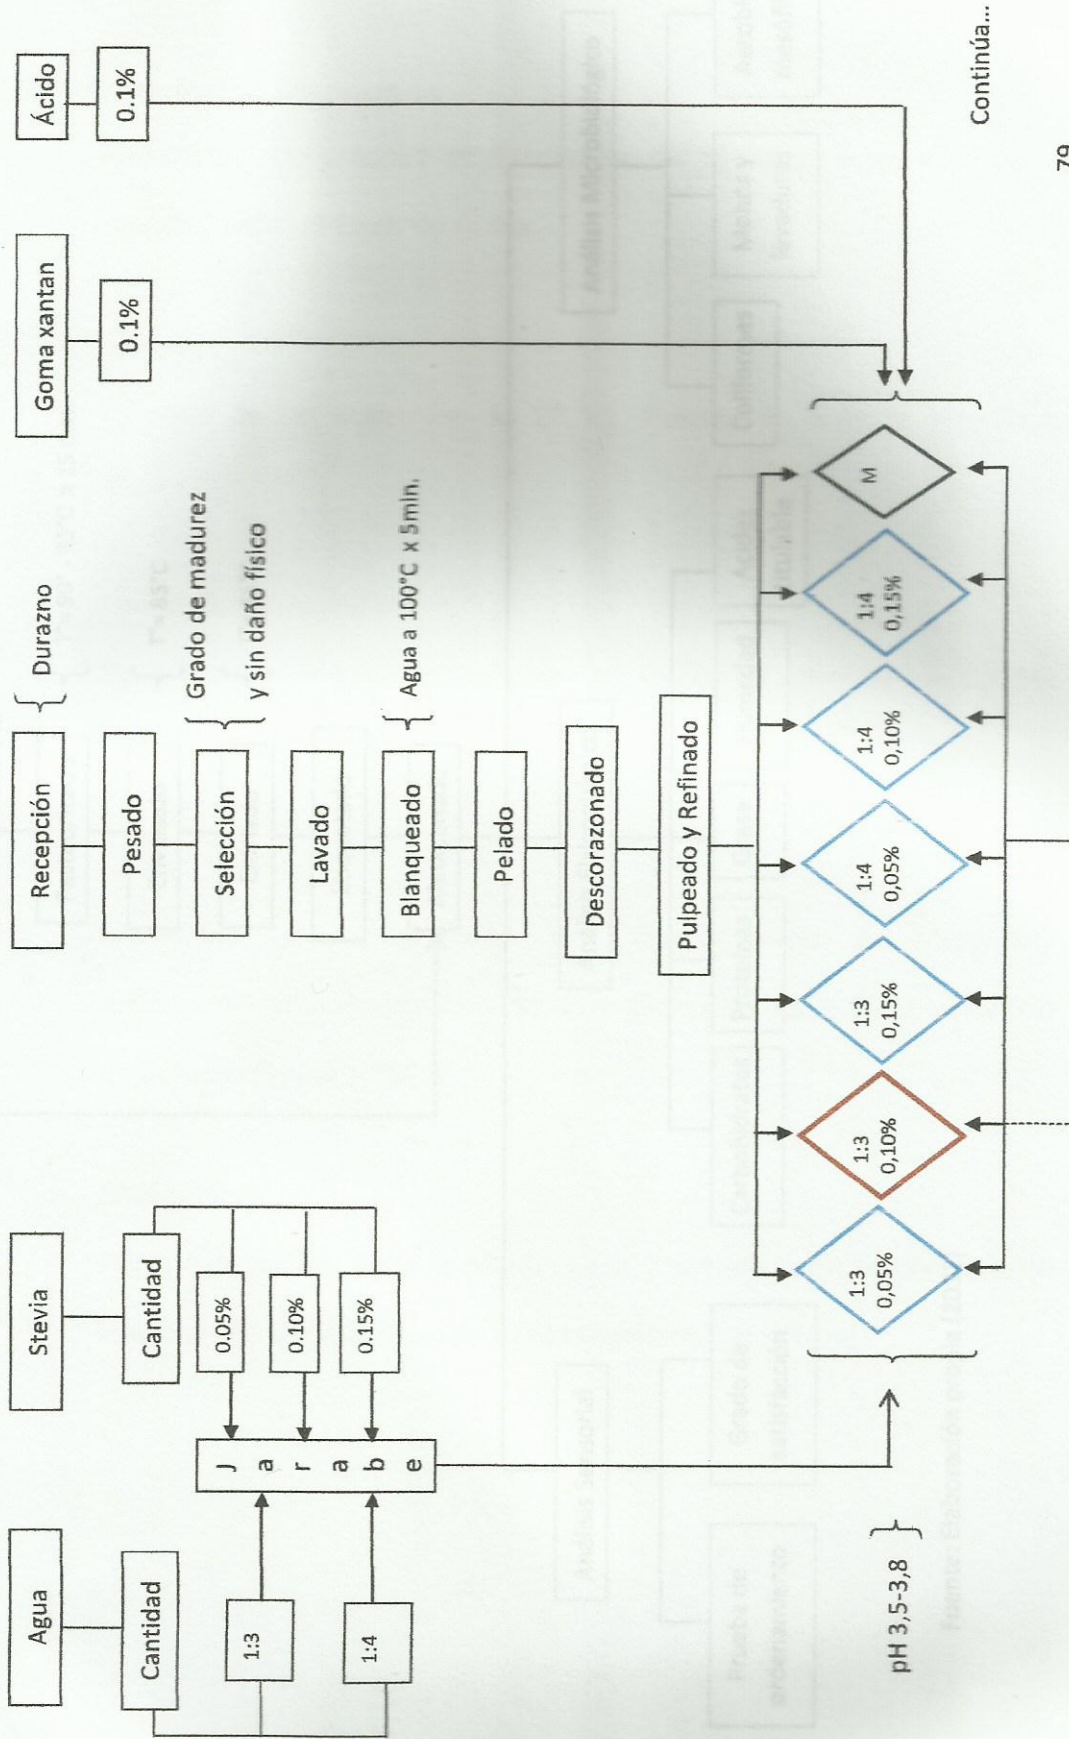 Agua
Cantidad
1:3
1:4
Stevia
Cantidad
0.05%
0.10%
0.15%
J
a
r
a
b
e
Recepción
Durazno
Pesado
Selección
Grado de madurez
y sin daño físico
Lavado
Blanqueado
Agua a 100°C x 5min.
Pelado
Descorazonado
Pulpeado y Refinado
Goma xantan
0.1%
Ácido
0.1%
pH 3,5-3,8
1:3
0,05%
1:3
0,10%
1:3
0,15%
1:4
0,05%
1:4
0,10%
1:4
0,15%
M
Continúa...
79